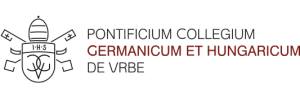 I·H·S
PONTIFICIUM COLLEGIUM
GERMANICUM ET HUNGARICUM
DE VRBE